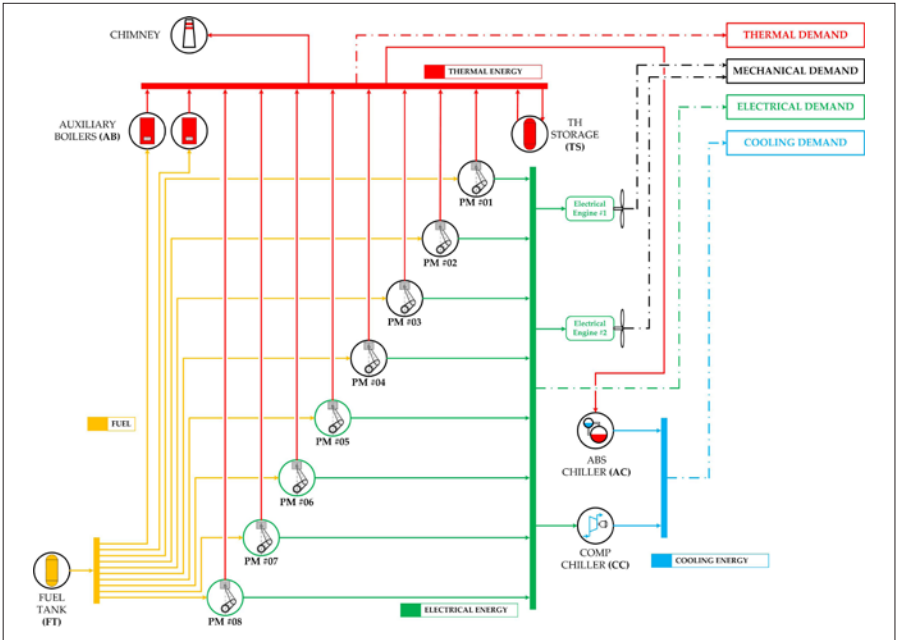 CHIMNEY
THERMAL DEMAND
MECHANICAL DEMAND
ELECTRICAL DEMAND
COOLING DEMAND
THERMAL ENERGY
AUXILIARY
BOILERS (AB)
TH
STORAGE
(TS)
PM #01
Electrical
Engine #1
PM #02
PM #03
Electrical
Engine #2
PM #04
FUEL
PM #05
ABS
CHILLER (AC)
PM #06
PM #07
COMP
CHILLER (CC)
COOLING ENERGY
FUEL
TANK
(FT)
ELECTRICAL ENERGY
PM #08